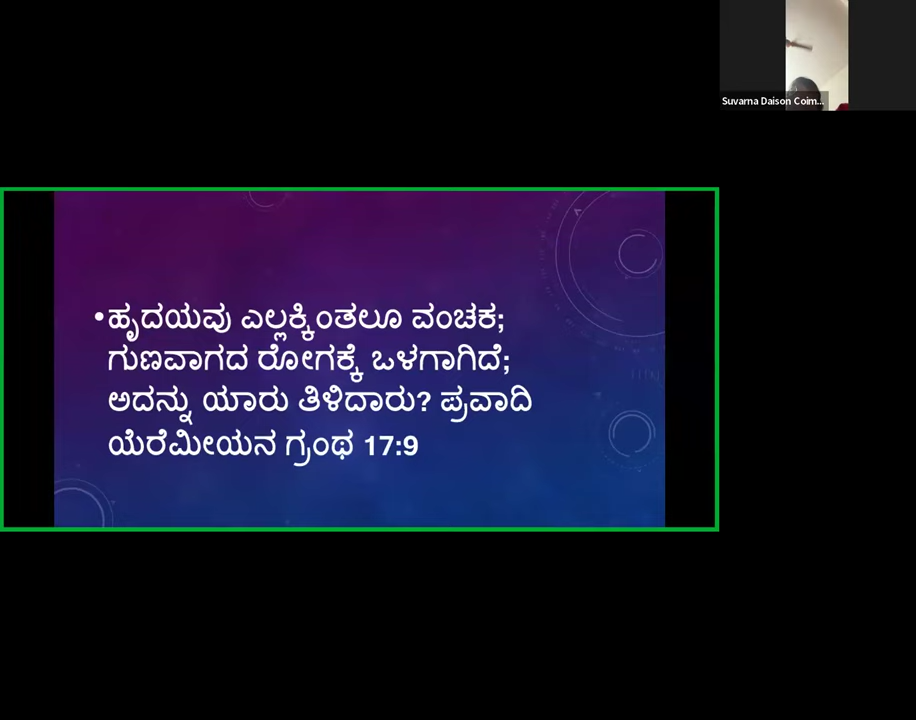 Suvarna Daison Coim...
•ಹೃದಯವು ಎಲ್ಲಕ್ಕಿಂತಲೂ ವಂಚಕ;
ಗುಣವಾಗದ ರೋಗಕ್ಕೆ ಒಳಗಾಗಿದೆ;
ಅದನ್ನು ಯಾರು ತಿಳಿದಾರು? ಪ್ರವಾದಿ
ಯೆರೆಮೀಯನ ಗ್ರಂಥ 17:9